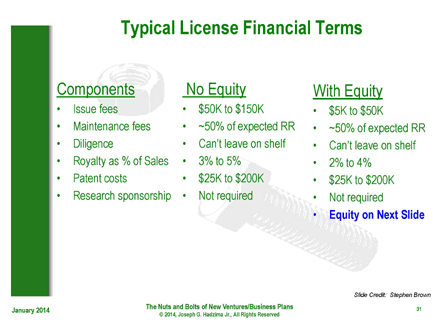 Typical License Financial Terms
Components
• Issue fees
• Maintenance fees
• Diligence
• Royalty as % of Sales
• Patent costs
• Research sponsorship
No Equity
• $50K to $150K
• ~50% of expected RR
• Can't leave on shelf
• 3% to 5%
• $25K to $200K
• Not required
With Equity
• $5K to $50K
• ~50% of expected RR
• Can't leave on shelf
• 2% to 4%
• $25K to $200K
• Not required
• Equity on Next Slide
Slide Credit: Stephen Brown
January 2014
The Nuts and Bolts of New Ventures/Business Plans
© 2014, Joseph G. Hadzima Jr., All Rights Reserved
31